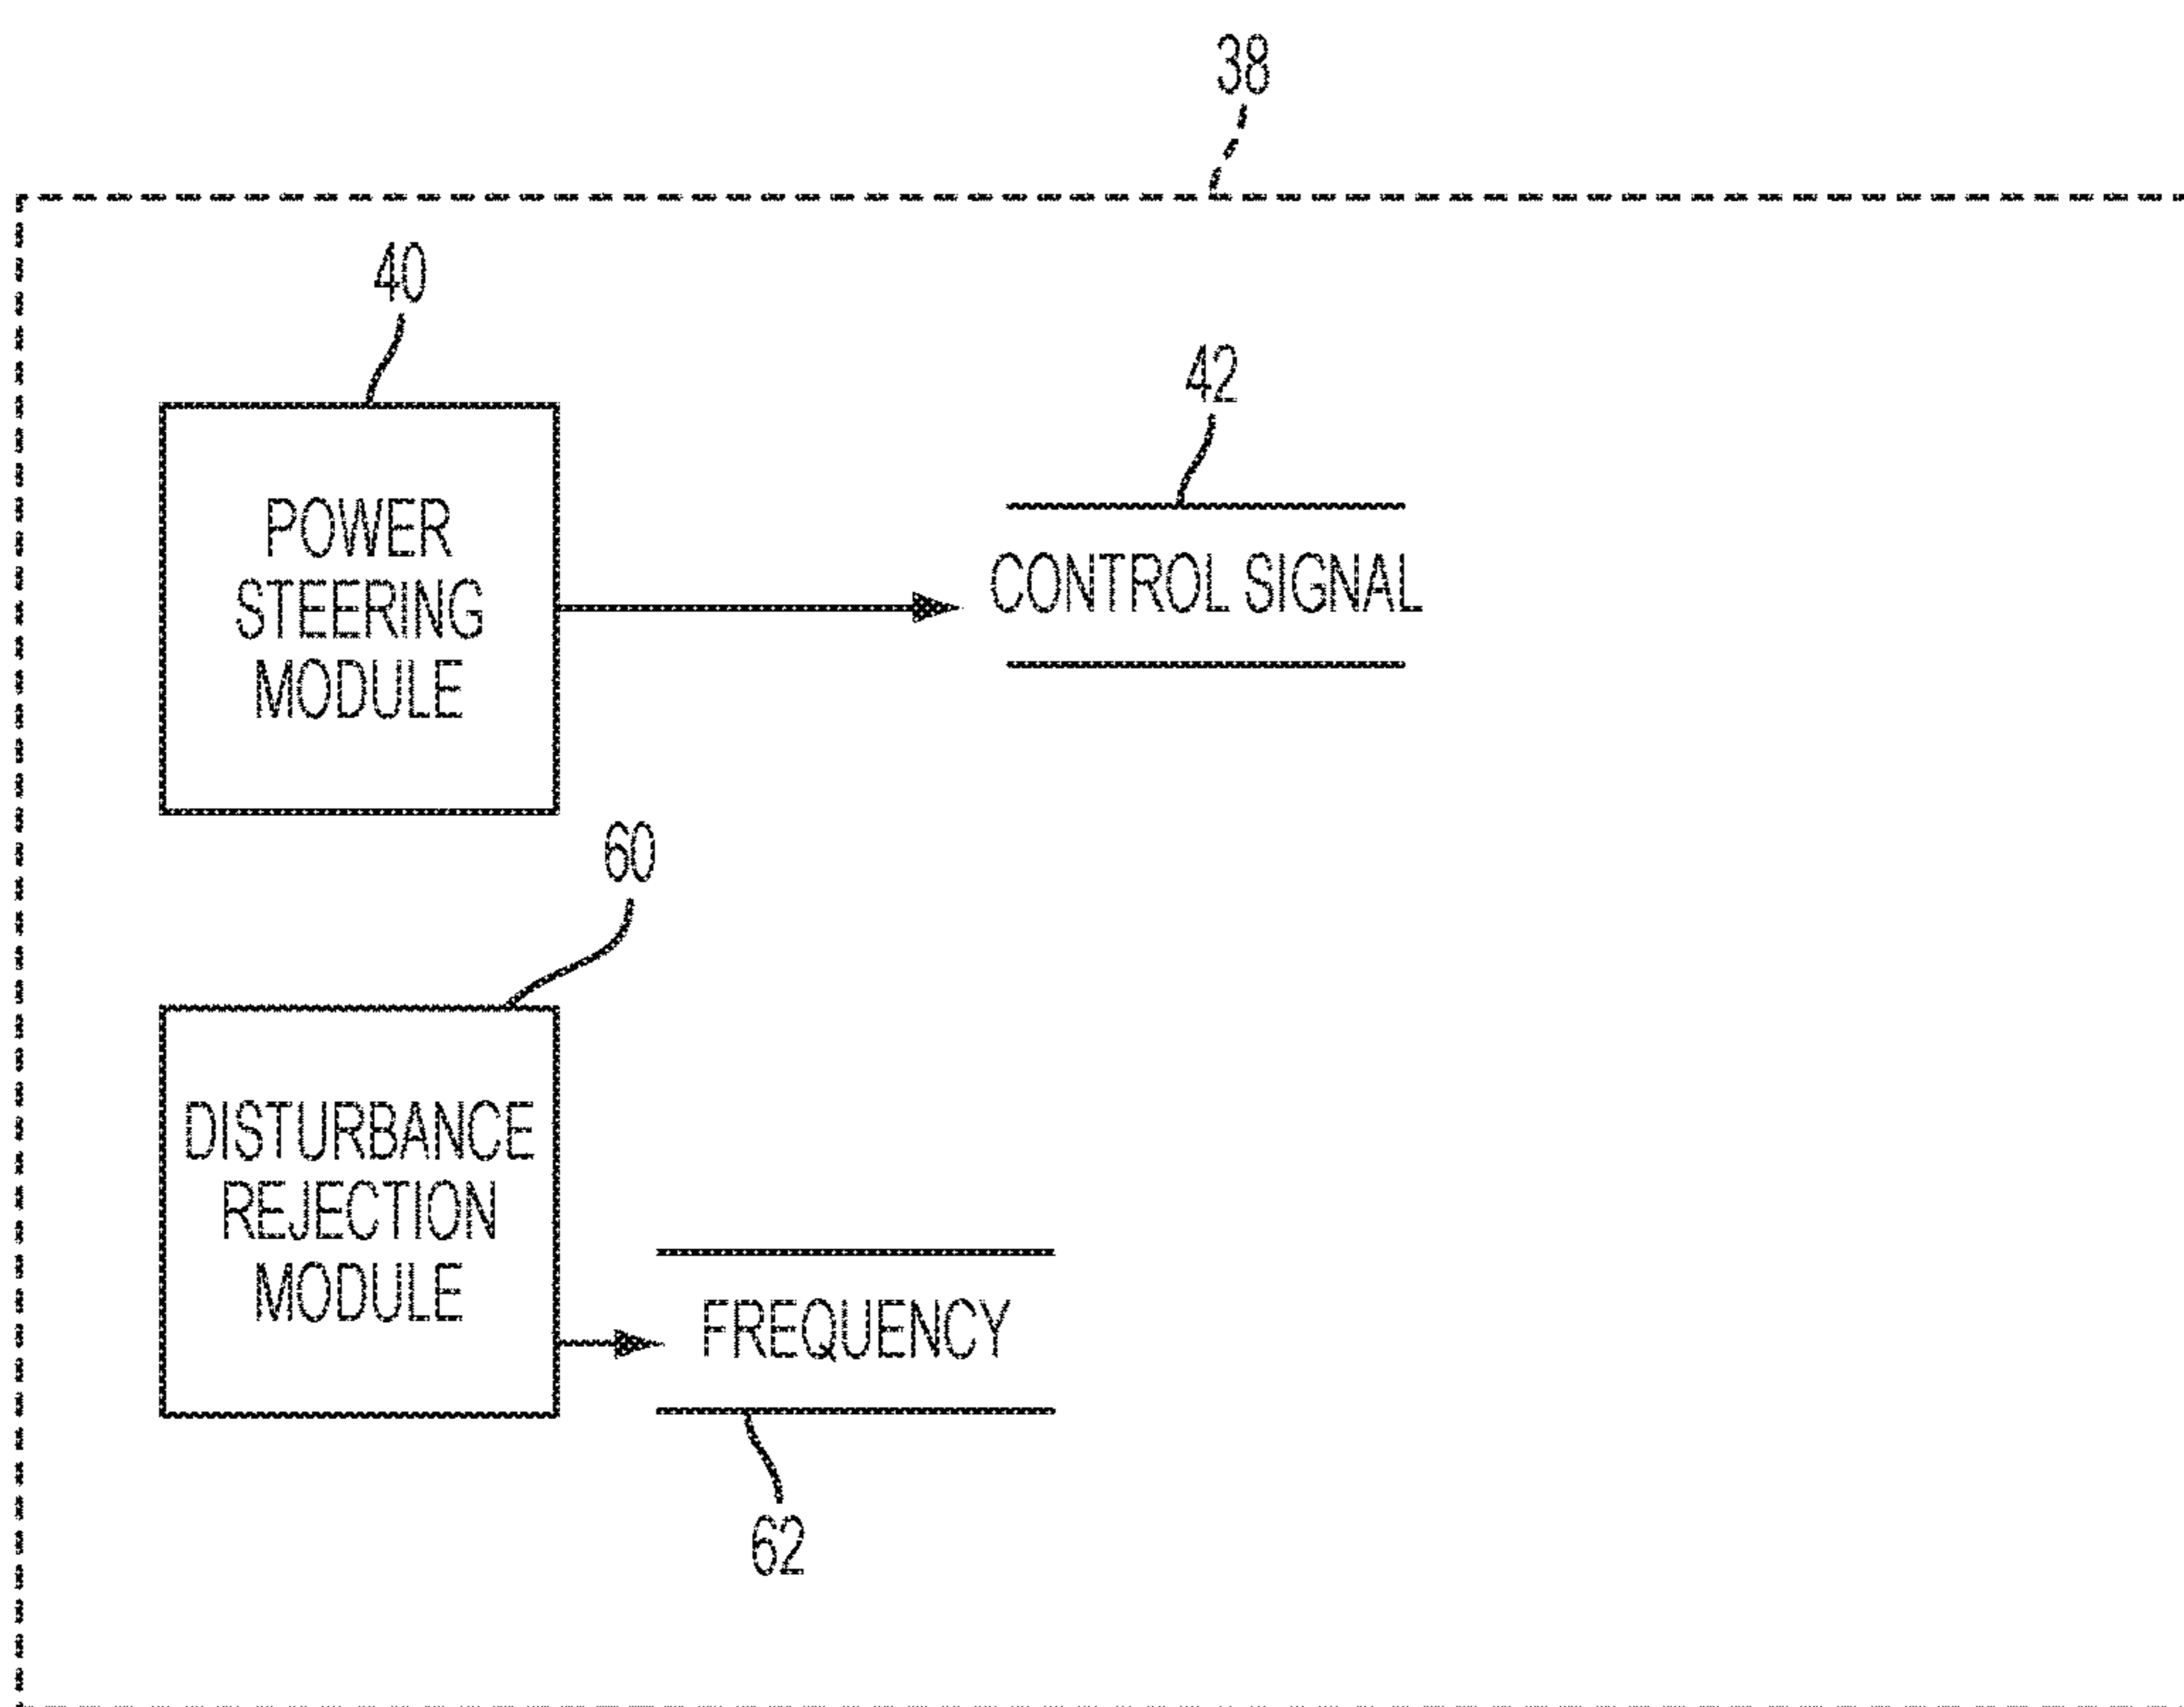 38
40
42
POWER
STEERING
MODULE
CONTROL SIGNAL
60
DISTURBANCE
REJECTION
MODULE
FREQUENCY
62